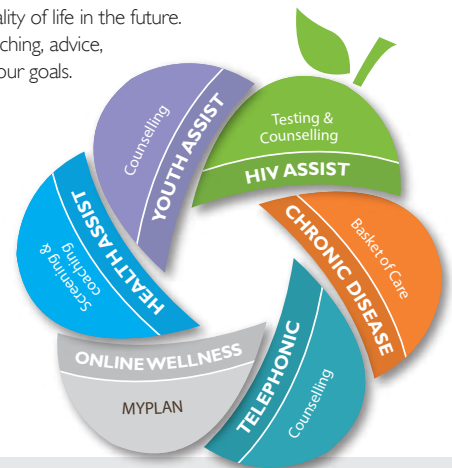 ality of life in the future.
ching, advice,
our goals.
Testing &
Counselling
HIV ASSIST
Basket of Care
CHRONIC DISEASE
Counselling
TELEPHONIC
ONLINE WELLNESS
MYPLAN
Screening &
coaching
HEALTH ASSIST
Counselling
YOUTH ASSIST